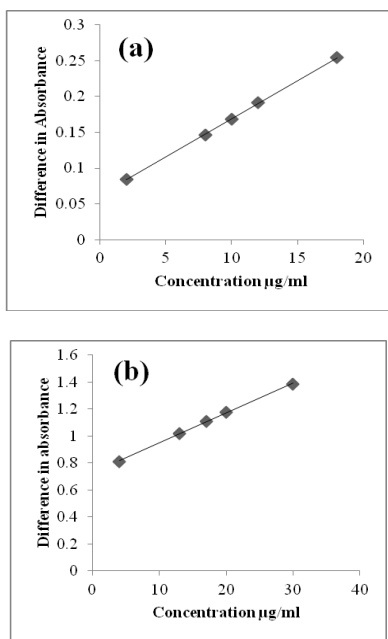 (a)
0.3
0.25
0.2
0.15
0.1
0.05
0
Difference in Absorbance
0 5 10 15 20
Concentration µg/ml
(b)
1.6
1.4
1.2
1
0.8
0.6
0.4
0.2
0
Difference in absorbance
0 10 20 30 40
Concentration µg/ml